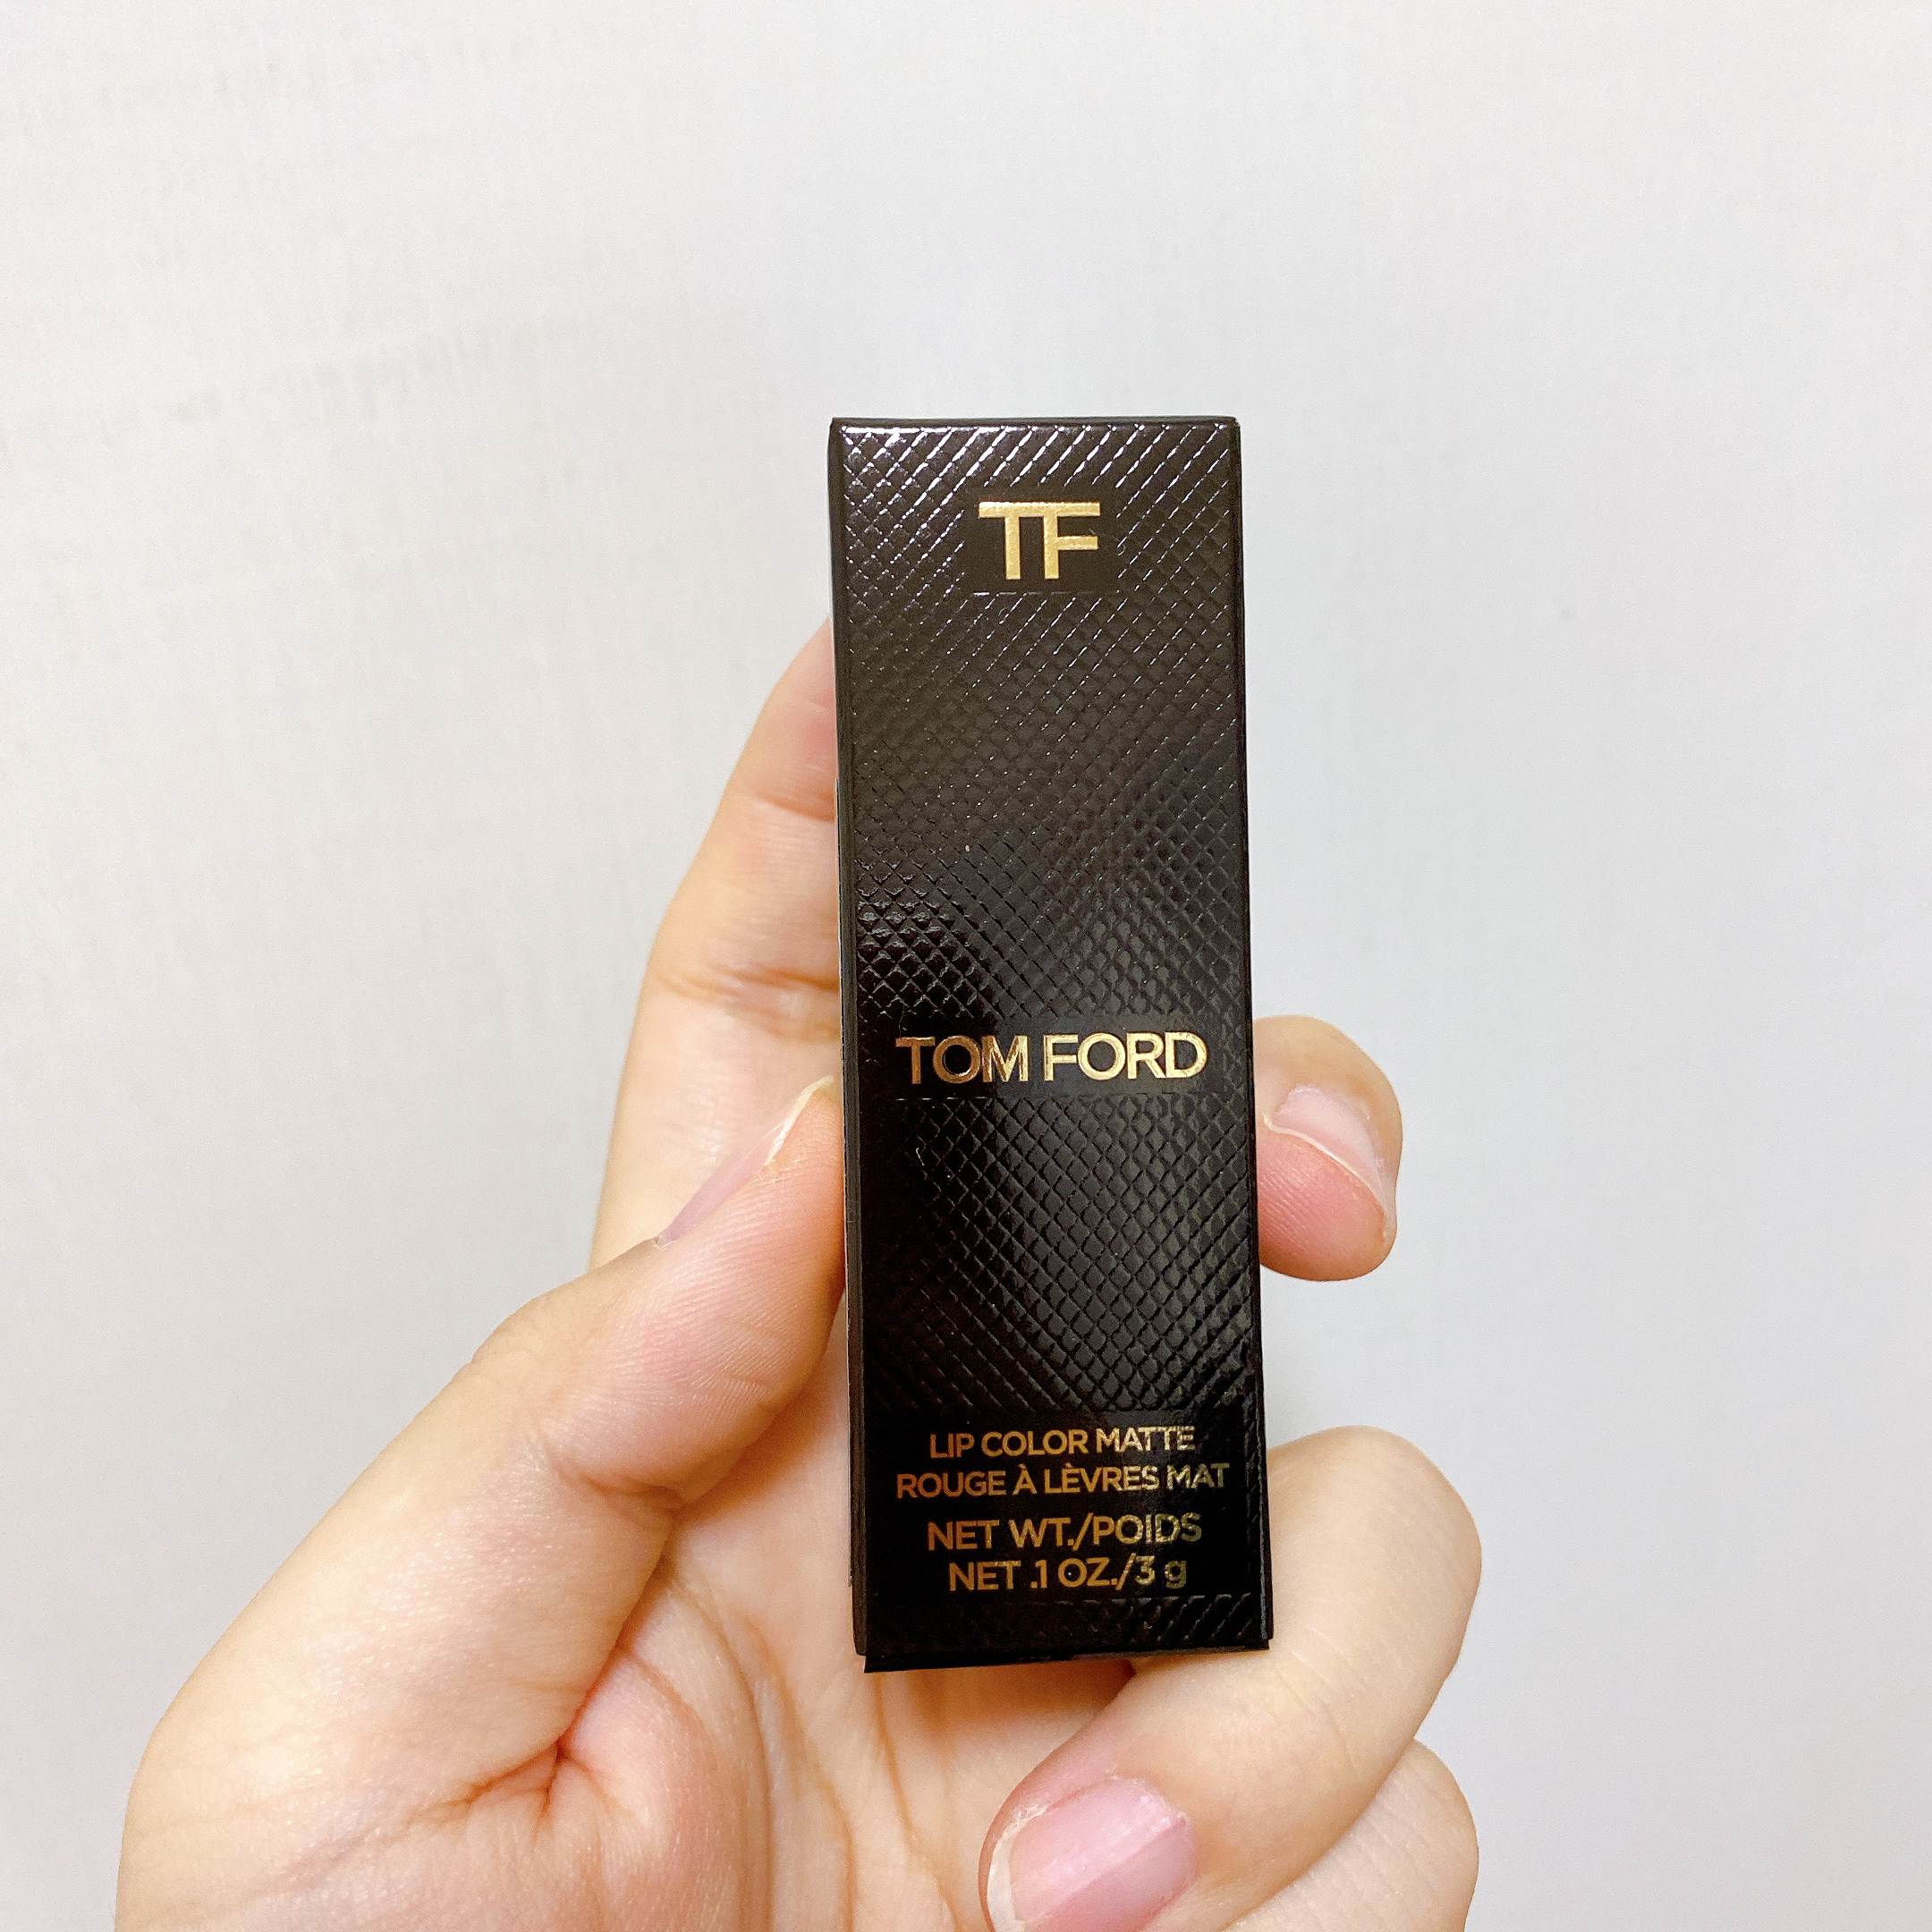 TF
TOM FORD
LIP COLOR MATTE
ROUGE À LÈVRES MAT
NET WT./POIDS
NET .1 OZ./3 g